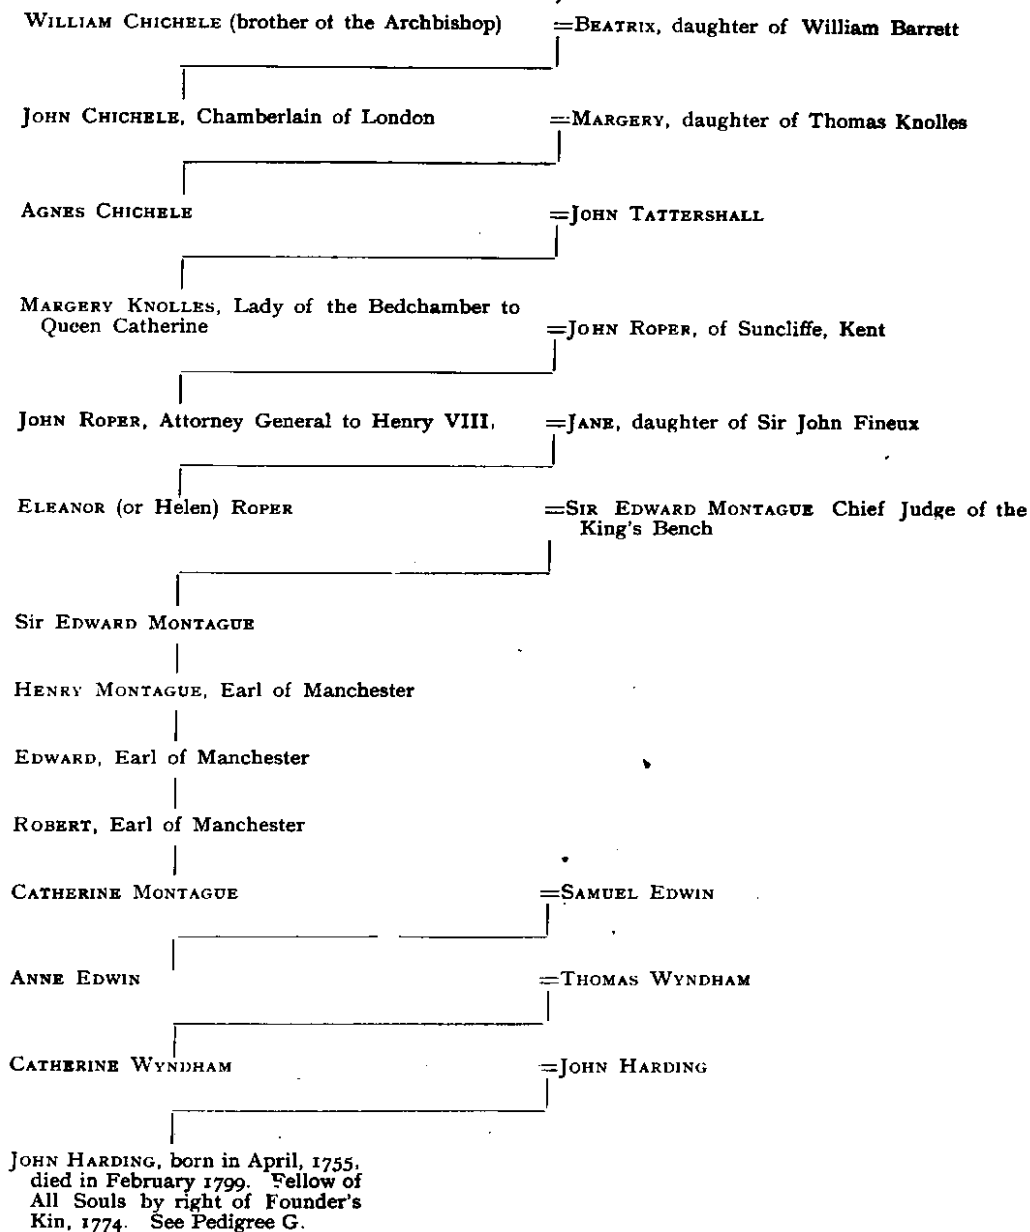 WILLIAM CHICHELE (brother of the Archbishop) =BEATRIX, daughter of William Barrett
JOHN CHICHELE, Chamberlain of London =MARGERY, daughter of Thomas Knolles
AGNES CHICHELE =JOHN TATTERSHALL
MARGERY KNOLLES, Lady of the Bedchamber to
Queen Catherine =JOHN ROPER, of Suncliffe, Kent
JOHN ROPER, Attorney General to Henry VIII, =JANE, daughter of Sir John Fineux
ELEANOR (or Helen) ROPER =SIR EDWARD MONTAGUE Chief Judge of the
King's Bench
Sir EDWARD MONTAGUE
HENRY MONTAGUE, Earl of Manchester
EDWARD, Earl of Manchester
ROBERT, Earl of Manchester
CATHERINE MONTAGUE =SAMUEL EDWIN
ANNE EDWIN =THOMAS WYNDHAM
CATHERINE WYNDHAM =JOHN HARDING
JOHN HARDING, born in April, 1755,
died in February 1799. Fellow of
All Souls by right of Founder's
Kin, 1774. See Pedigree G.